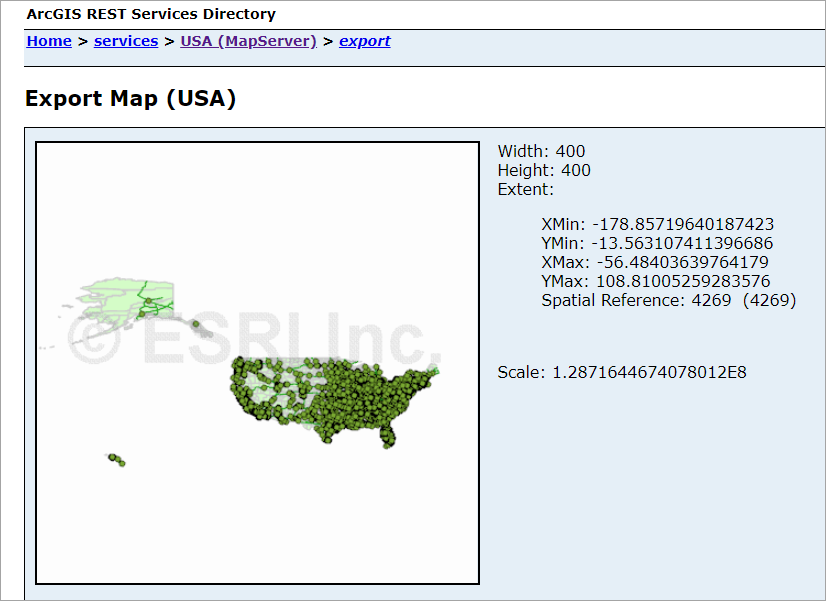 ArcGIS REST Services Directory
Home > services > USA (MapServer) > export
Export Map (USA)
© ESRI Inc.
Width: 400
Height: 400
Extent:
XMin: -178.85719640187423
YMin: -13.563107411396686
XMax: -56.48403639764179
YMax: 108.81005259283576
Spatial Reference: 4269 (4269)
Scale: 1.2871644674078012E8